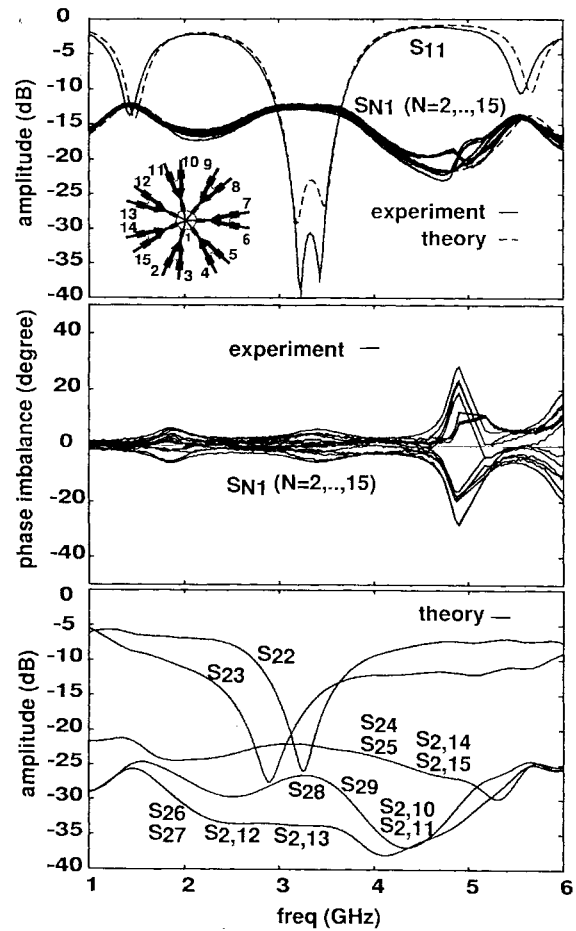 0
-5
-10
-15
-20
-25
-30
-35
-40
amplitude (dB)
S11
SN1 (N=2,..,15)
experiment
theory
11 10 9
12 8
13 7
14 6
15 1 5
2 3 4
40
20
0
-20
-40
phase imbalance (degree)
experiment
SN1 (N=2,..,15)
0
-5
-10
-15
-20
-25
-30
-35
-40
amplitude (dB)
theory
S22
S23
S24
S25
S2,14
S2,15
S28
S29
S26
S27
S2,12
S2,13
S2,10
S2,11
1 2 3 4 5 6
freq (GHz)